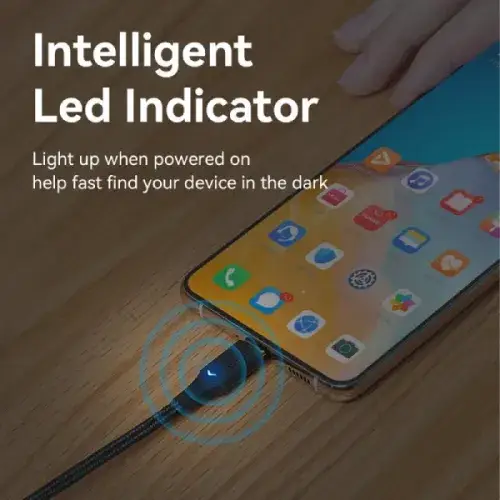 Intelligent
Led Indicator
Light up when powered on
help fast find your device in the dark